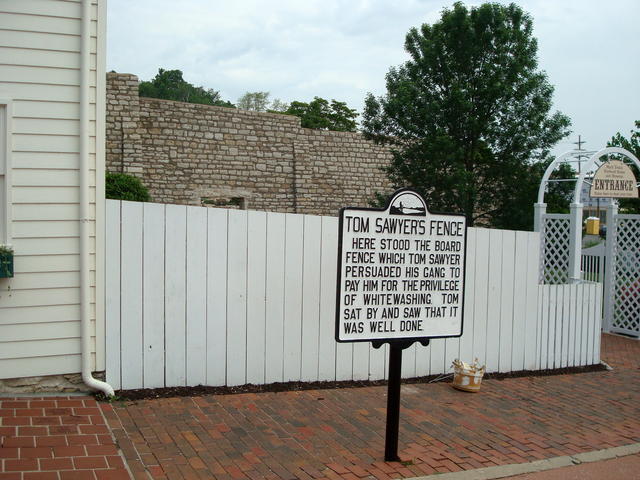 TOM SAWYER'S FENCE
HERE STOOD THE BOARD
FENCE WHICH TOM SAWYER
PERSUADED HIS GANG TO
PAY HIM FOR THE PRIVILEGE
OF WHITEWASHING. TOM
SAT BY AND SAW THAT IT
WAS WELL DONE.
ENTRANCE